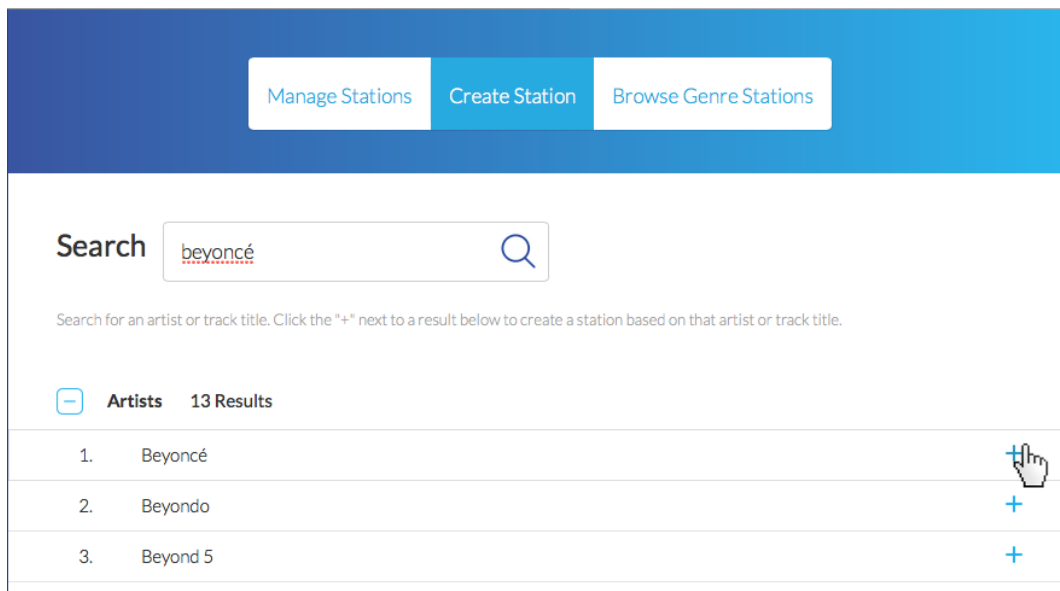 Manage Stations Create Station Browse Genre Stations
Search beyoncé
Search for an artist or track title. Click the "+" next to a result below to create a station based on that artist or track title.
Artists 13 Results
1. Beyoncé +
2. Beyondo +
3. Beyond 5 +